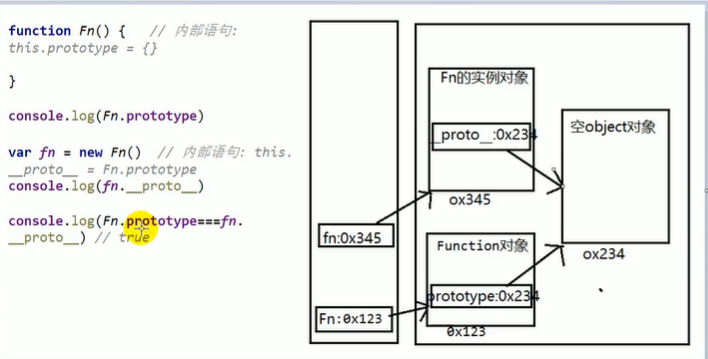 function Fn() {   // 内部语句:
this.prototype = {}
}
console.log(Fn.prototype)
var fn = new Fn()  // 内部语句: this.
__proto__ = Fn.prototype
console.log(fn.__proto__)
console.log(Fn.prototype===fn.
__proto__) // true
fn:0x345
Fn:0x123
Fn的实例对象
__proto__:0x234
ox345
Function对象
prototype:0x234
0x123
空object对象
ox234